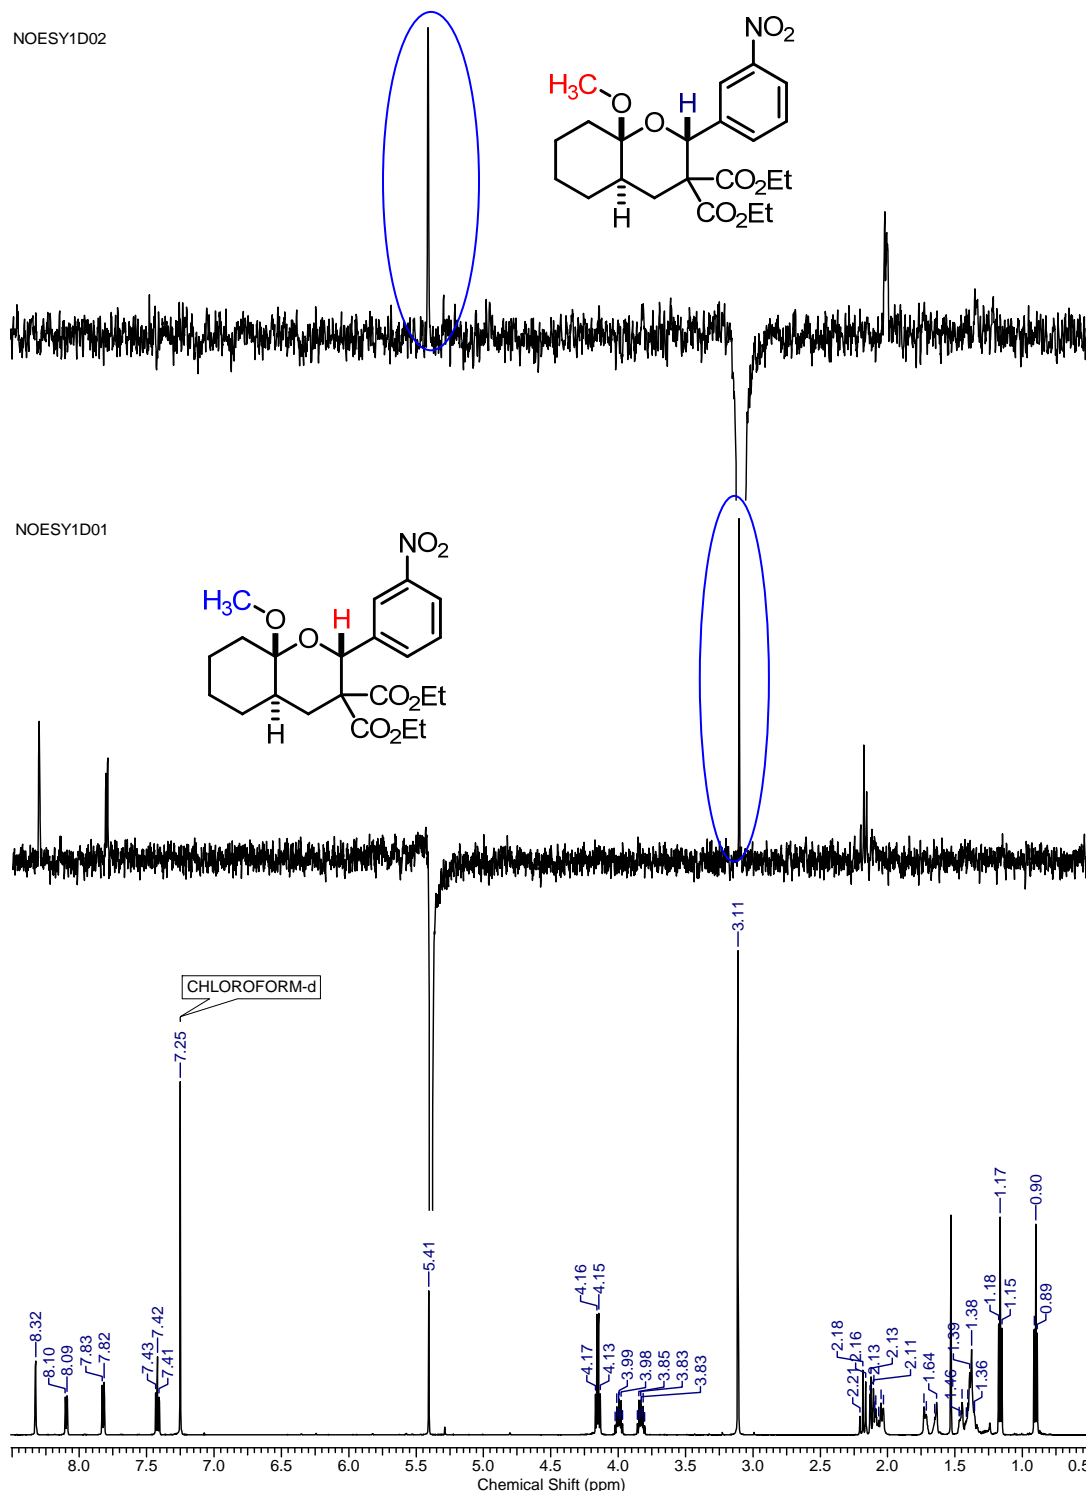 NOESY1D02
NO2
H3C
O
O
H
CO2Et
CO2Et
H
NOESY1D01
NO2
H3C
O
O
H
CO2Et
CO2Et
H
CHLOROFORM-d
8.32
8.10
8.09
7.83
7.82
7.43
7.42
7.41
7.25
5.41
4.17
4.16
4.15
4.13
3.99
3.98
3.85
3.83
3.83
3.11
2.21
2.18
2.16
2.13
2.13
2.11
1.64
1.46
1.39
1.38
1.36
1.18
1.17
1.15
0.90
0.89
8.0 7.5 7.0 6.5 6.0 5.5 5.0 4.5 4.0 3.5 3.0 2.5 2.0 1.5 1.0 0.5
Chemical Shift (ppm)